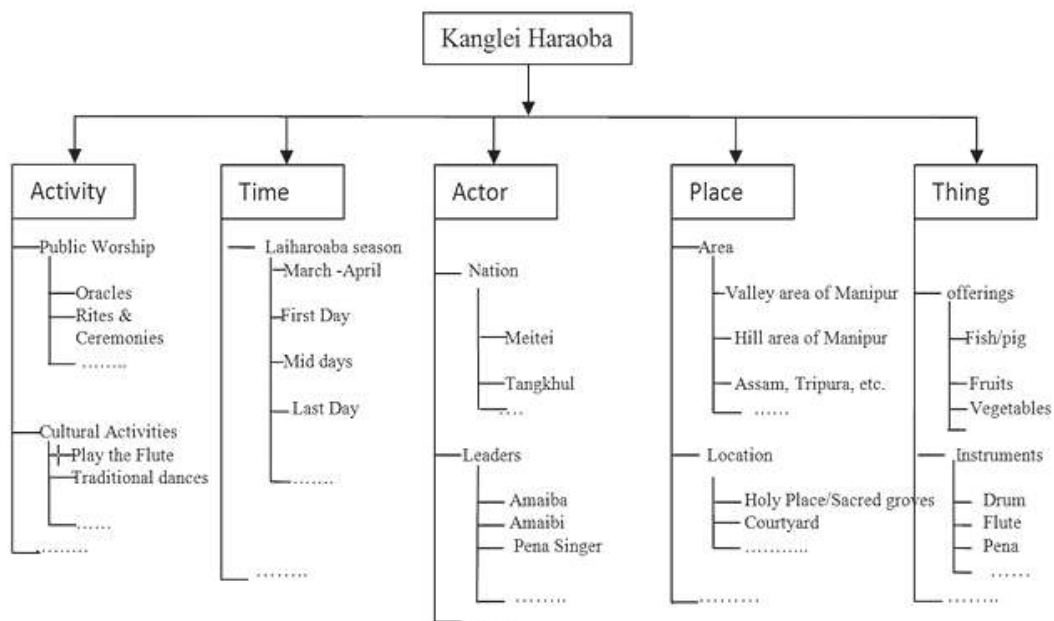 Kanglei Haraoba
Activity
Public Worship
Oracles
Rites &
Ceremonies
……..
Cultural Activities
Play the Flute
Traditional dances
……
………
Time
Laiharoaba season
March -April
First Day
Mid days
Last Day
……..
……..
Actor
Nation
Meitei
Tangkhul
….
Leaders
Amaiba
Amaibi
Pena Singer
………
Place
Area
Valley area of Manipur
Hill area of Manipur
Assam, Tripura, etc.
……
Location
Holy Place/Sacred groves
Courtyard
………..
………
Thing
offerings
Fish/pig
Fruits
Vegetables
Instruments
Drum
Flute
Pena
……
……..